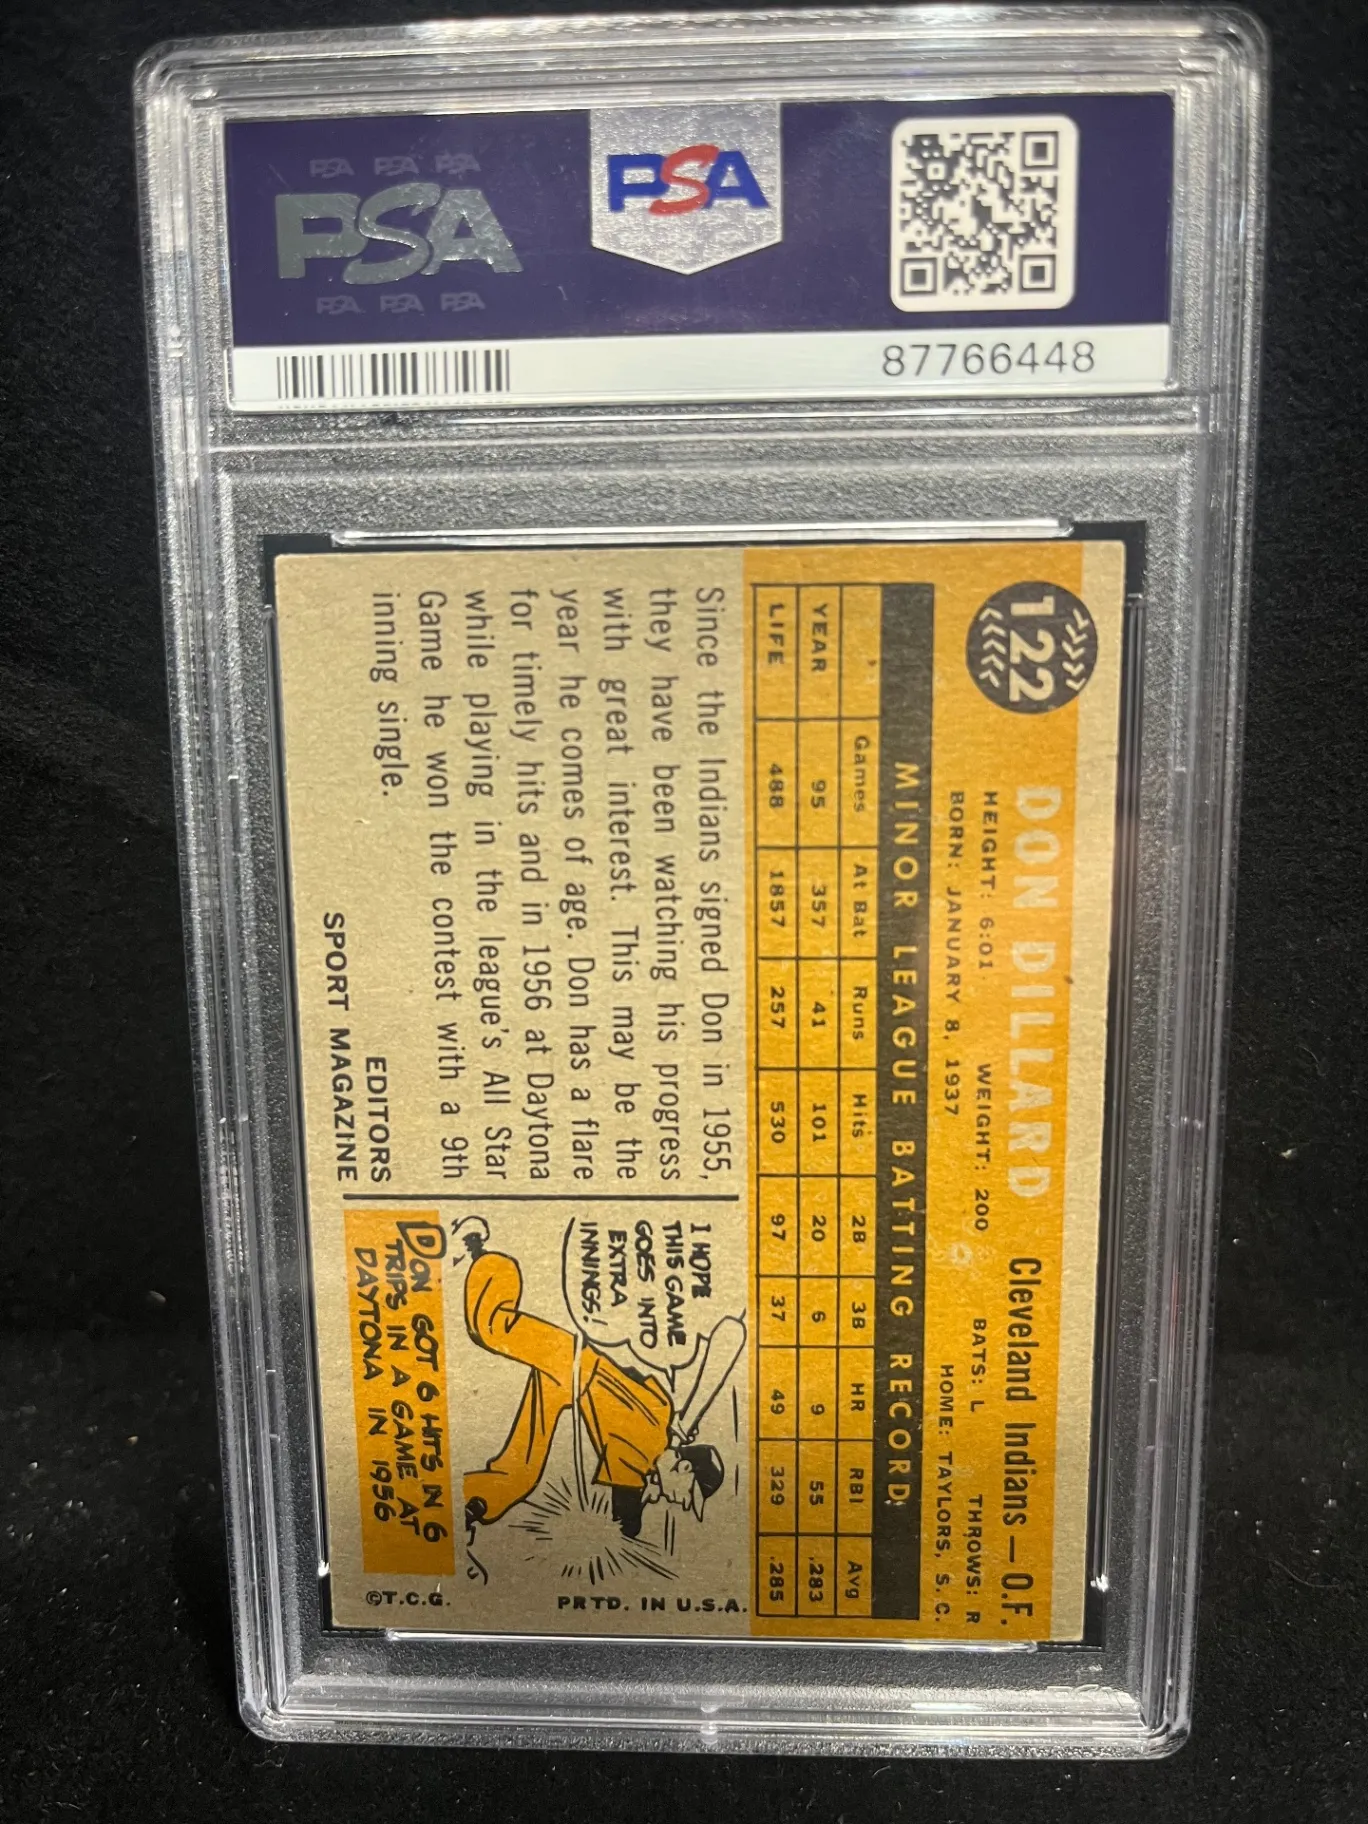 PSA PSA PSA
PSA
PSA PSA PSA
PSA
87766448
122
DON DILLARD Cleveland Indians — O.F.
HEIGHT: 6:01 WEIGHT: 200 BATS: L THROWS: R
BORN: JANUARY 8, 1937 HOME: TAYLORS, S. C.
MINOR LEAGUE BATTING RECORD
Games At Bat Runs Hits 2B 3B HR RBI Avg
YEAR 95 357 41 101 20 6 9 55 .283
LIFE 488 1857 257 530 97 37 49 329 .285
Since the Indians signed Don in 1955,
they have been watching his progress
with great interest. This may be the
year he comes of age. Don has a flare
for timely hits and in 1956 at Daytona
while playing in the league's All Star
Game he won the contest with a 9th
inning single.
EDITORS
SPORT MAGAZINE
I HOPE
THIS GAME
GOES INTO
EXTRA
INNINGS!
DON GOT 6 HITS IN 6
TRIPS IN A GAME AT
DAYTONA IN 1956
PRTD. IN U.S.A.
©T.C.G.